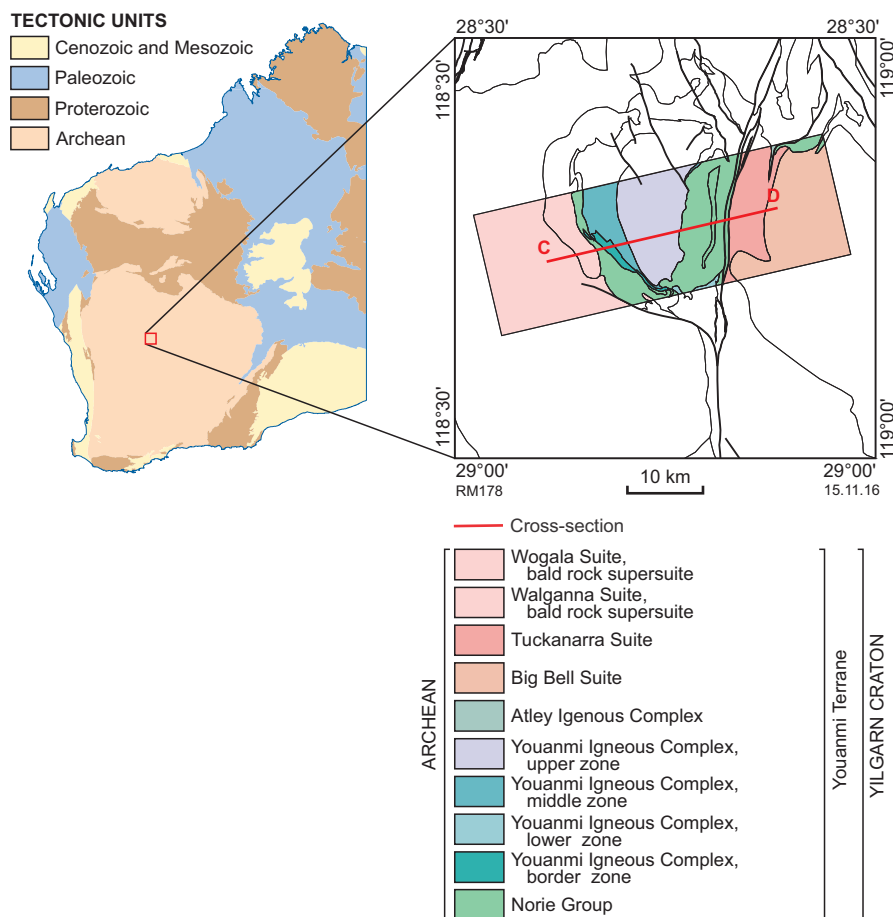 TECTONIC UNITS
Cenozoic and Mesozoic
Paleozoic
Proterozoic
Archean
28°30'
28°30'
118°30'
119°00'
C
D
118°30'
119°00'
29°00'
29°00'
RM178
10 km
15.11.16
Cross-section
Wogala Suite,
bald rock supersuite
Walganna Suite,
bald rock supersuite
Tuckanarra Suite
Big Bell Suite
Atley Igenous Complex
Youanmi Igneous Complex,
upper zone
Youanmi Igneous Complex,
middle zone
Youanmi Igneous Complex,
lower zone
Youanmi Igneous Complex,
border zone
Norie Group
ARCHEAN
Youanmi Terrane
YILGARN CRATON